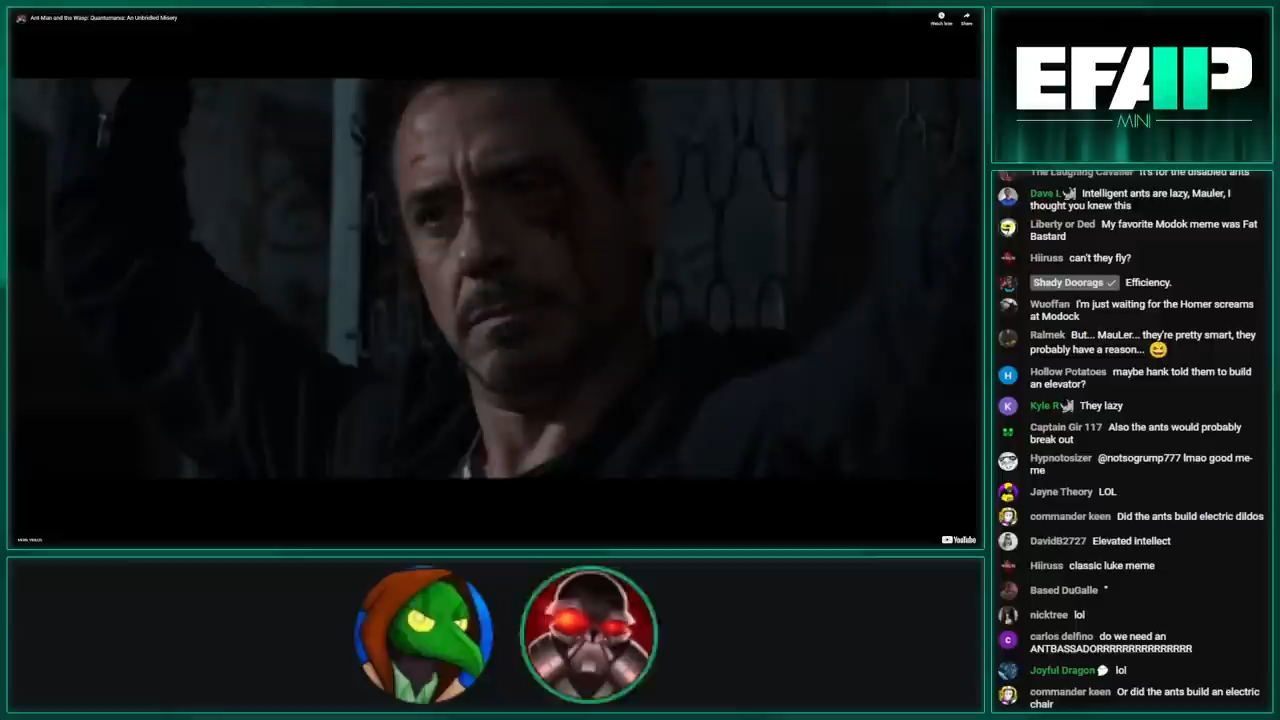 Ant-Man and the Wasp: Quantumania: An Unbridled Misery
Watch later
Share
MORE VIDEOS
YouTube
EFAP
MINI
The Laughing Cavalier It's for the disabled ants
Dave L Intelligent ants are lazy, Mauler, I
thought you knew this
Liberty or Ded My favorite Modok meme was Fat
Bastard
Hiiruss can't they fly?
Shady Doorags ✓ Efficiency.
Wuoffan I'm just waiting for the Homer screams
at Modock
Ralmek But... MauLer... they're pretty smart, they
probably have a reason... 😆
H
Hollow Potatoes maybe hank told them to build
an elevator?
K
Kyle R They lazy
Captain Gir 117 Also the ants would probably
break out
Hypnotosizer @notsogrump777 lmao good me-
me
Jayne Theory LOL
commander keen Did the ants build electric dildos
DavidB2727 Elevated intellect
Hiiruss classic luke meme
Based DuGalle "
nicktree lol
C
carlos delfino do we need an
ANTBASSADORRRRRRRRRRRRRRR
Joyful Dragon lol
commander keen Or did the ants build an electric
chair